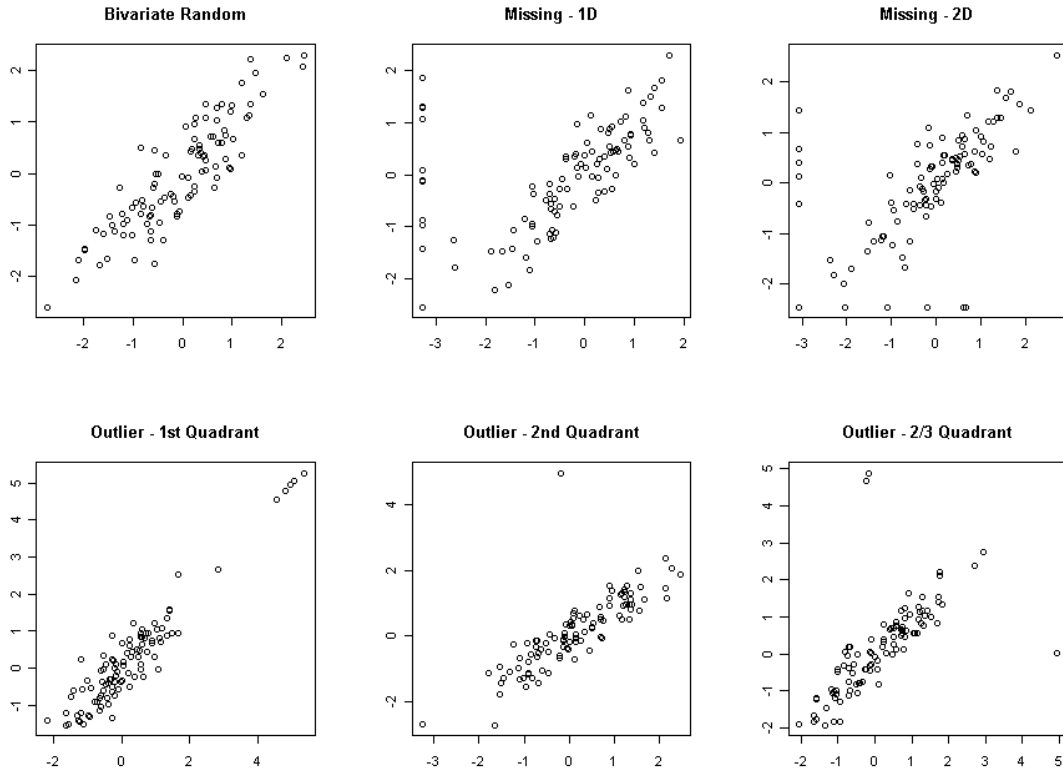 Bivariate Random
Missing - 1D
Missing - 2D
2
1
0
-1
-2
-2 -1 0 1 2
2
1
0
-1
-2
-3 -2 -1 0 1 2
2
1
0
-1
-2
-3 -2 -1 0 1 2
Outlier - 1st Quadrant
Outlier - 2nd Quadrant
Outlier - 2/3 Quadrant
5
4
3
2
1
0
-1
-2 0 2 4
4
2
0
-2
-3 -2 -1 0 1 2
5
4
3
2
1
0
-1
-2
-2 -1 0 1 2 3 4 5